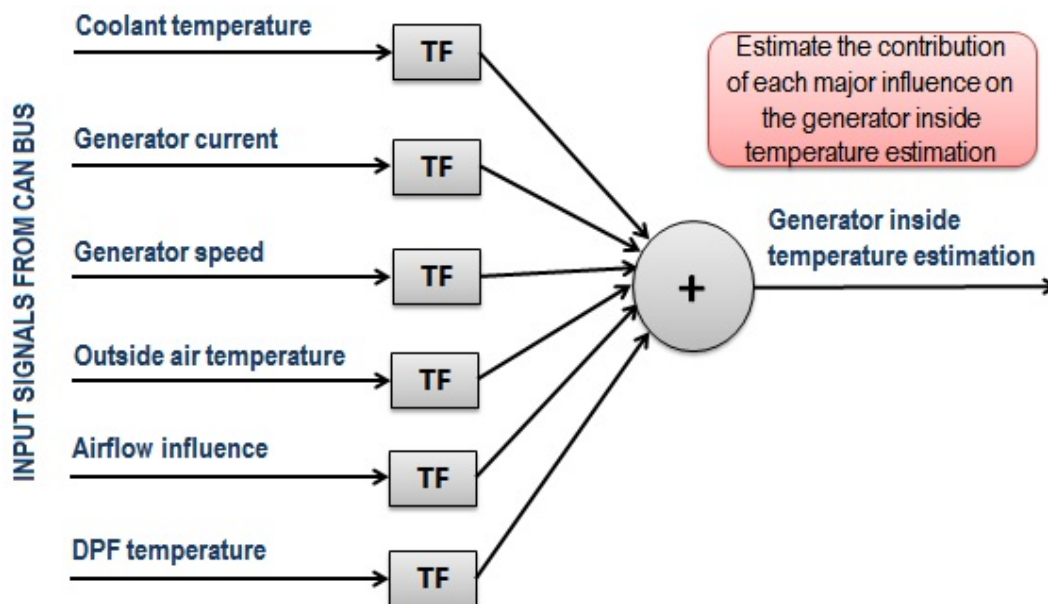 INPUT SIGNALS FROM CAN BUS
Coolant temperature
TF
Generator current
TF
Generator speed
TF
Outside air temperature
TF
Airflow influence
TF
DPF temperature
TF
+
Estimate the contribution
of each major influence on
the generator inside
temperature estimation
Generator inside
temperature estimation